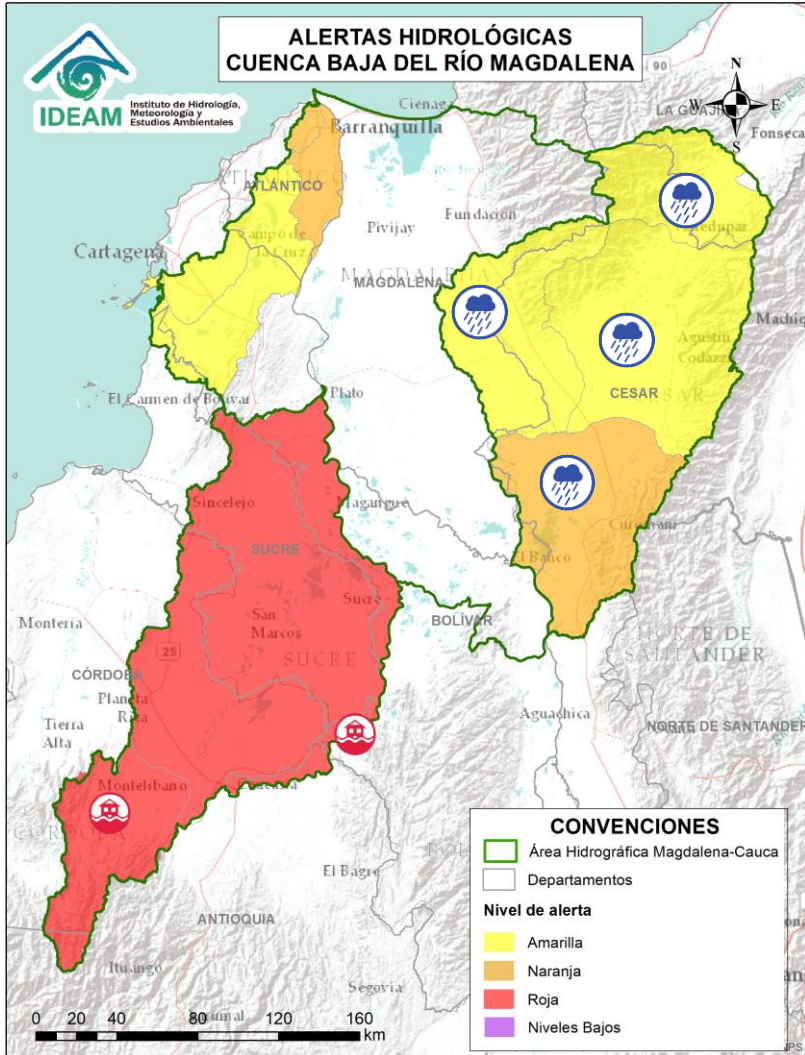 ALERTAS HIDROLÓGICAS
CUENCA BAJA DEL RÍO MAGDALENA
IDEAM
Instituto de Hidrología,
Meteorología y
Estudios Ambientales
N
W E
S
90
LA GUAJIRA
Fonseca
Ciénaga
Barranquilla
ATLÁNTICO
Fundación
Pivijay
Campo de
la Cruz
Cartagena
MAGDALENA
MAGDALENA
Agustín
Codazzi
CESAR
El Carmen de Bolívar
Plato
Sincelejo
Magangué
SUCRE
El Banco
Sucre
San
Marcos
BOLÍVAR
Montería
25
SUCRE
NORTE DE
SANTANDER
CÓRDOBA
Planeta
Rica
Tierra
Alta
Aguachica
NORTE DE SANTANDER
Montelíbano
El Bagre
ANTIOQUIA
Ituango
Segovia
CONVENCIONES
Área Hidrográfica Magdalena-Cauca
Departamentos
Nivel de alerta
Amarilla
Naranja
Roja
Niveles Bajos
0 20 40 80 120 160
km